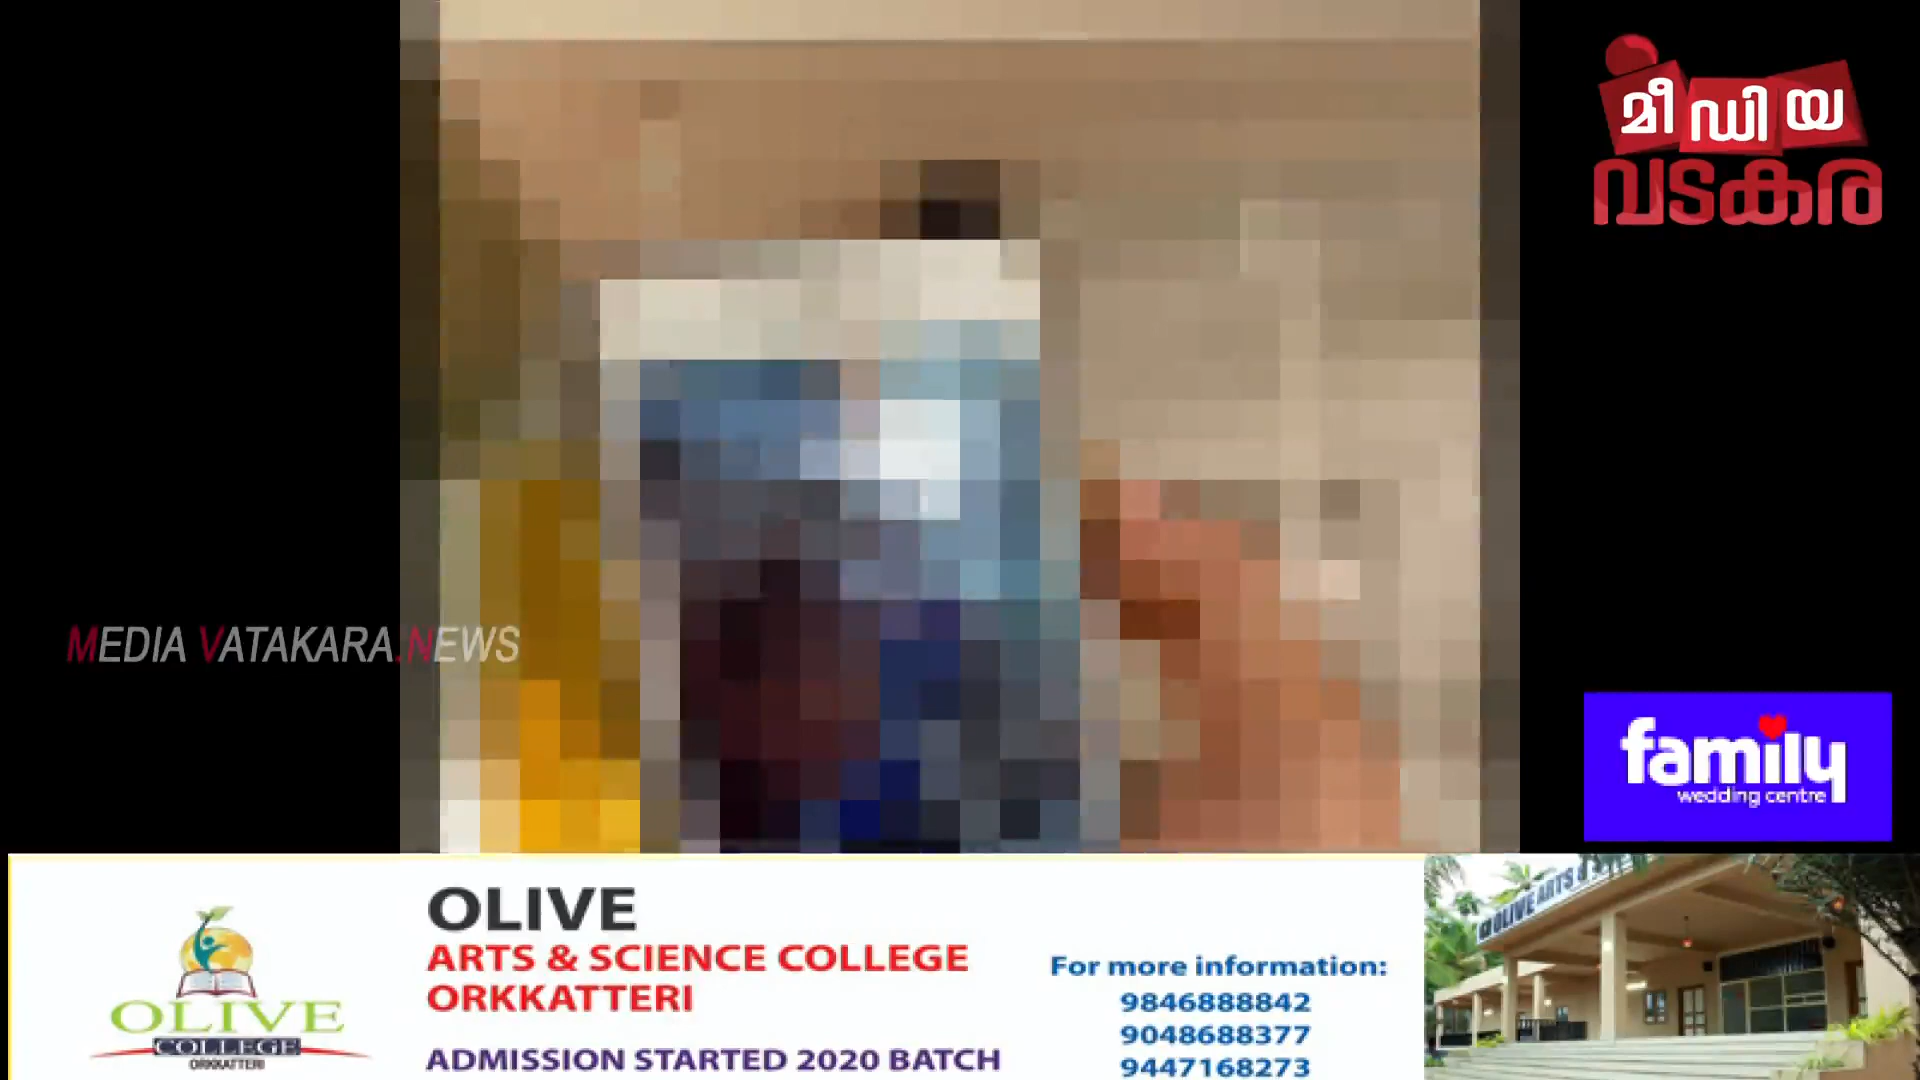 മീഡിയ
വടകര
MEDIA VATAKARA.NEWS
family
wedding centre
OLIVE
COLLEGE
ORKKATTERI
OLIVE
ARTS & SCIENCE COLLEGE
ORKKATTERI
ADMISSION STARTED 2020 BATCH
For more information:
9846888842
9048688377
9447168273
OLIVE ARTS &